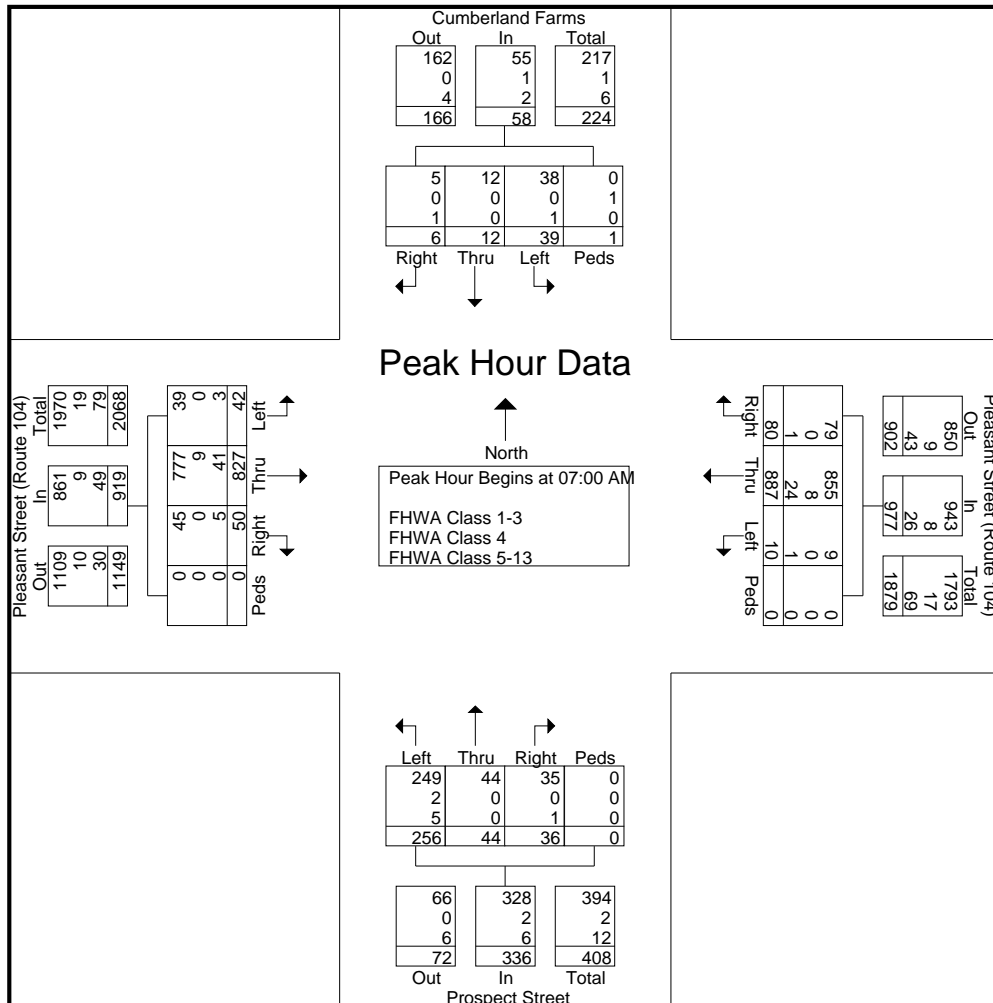 Cumberland Farms
Out In Total
162 55 217
0 1 1
4 2 6
166 58 224
5 12 38 0
0 0 0 1
1 0 1 0
6 12 39 1
Right Thru Left Peds
Peak Hour Data
North
Peak Hour Begins at 07:00 AM
FHWA Class 1-3
FHWA Class 4
FHWA Class 5-13
Pleasant Street (Route 104)
Out In Total
1109 861 1970
10 9 19
30 49 79
1149 919 2068
0 45 777 39
0 0 9 0
0 5 41 3
0 50 827 42
Peds Right Thru Left
Pleasant Street (Route 104)
Out In Total
850 943 1793
9 8 17
43 26 69
902 977 1879
79 855 9 0
0 8 0 0
1 24 1 0
80 887 10 0
Right Thru Left Peds
Left Thru Right Peds
249 44 35 0
2 0 0 0
5 0 1 0
256 44 36 0
66 328 394
0 2 2
6 6 12
72 336 408
Out In Total
Prospect Street